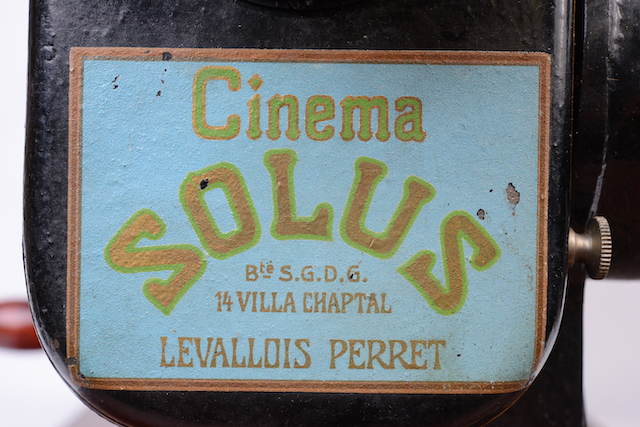 Cinema
SOLUS
Bté S.G.D.G.
14 VILLA CHAPTAL
LEVALLOIS PERRET